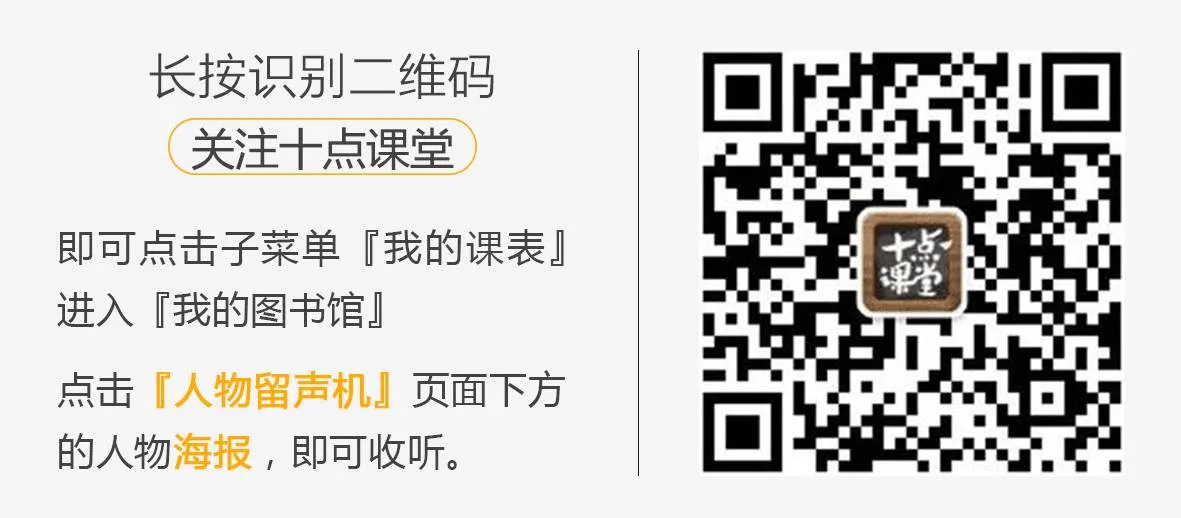 长按识别二维码
关注十点课堂
即可点击子菜单『我的课表』
进入『我的图书馆』
点击『人物留声机』页面下方
的人物海报，即可收听。
十点
课堂